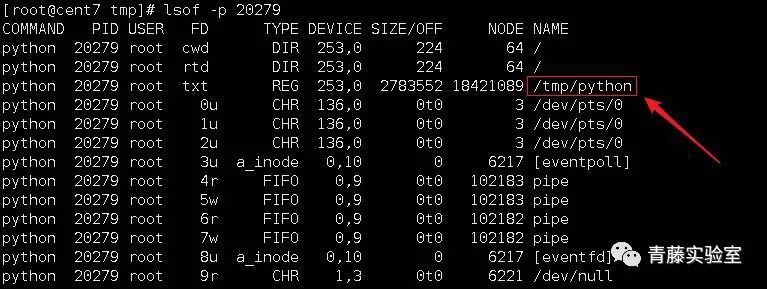 [root@cent7 tmp]# lsof -p 20279
COMMAND PID USER FD TYPE DEVICE SIZE/OFF NODE NAME
python 20279 root cwd DIR 253,0 224 64 /
python 20279 root rtd DIR 253,0 224 64 /
python 20279 root txt REG 253,0 2783552 18421089 /tmp/python
python 20279 root 0u CHR 136,0 0t0 3 /dev/pts/0
python 20279 root 1u CHR 136,0 0t0 3 /dev/pts/0
python 20279 root 2u CHR 136,0 0t0 3 /dev/pts/0
python 20279 root 3u a_inode 0,10 0 6217 [eventpoll]
python 20279 root 4r FIFO 0,9 0t0 102183 pipe
python 20279 root 5w FIFO 0,9 0t0 102183 pipe
python 20279 root 6r FIFO 0,9 0t0 102182 pipe
python 20279 root 7w FIFO 0,9 0t0 102182 pipe
python 20279 root 8u a_inode 0,10 0 6217 [eventfd]
python 20279 root 9r CHR 1,3 0t0 6221 /dev/null
青藤实验室